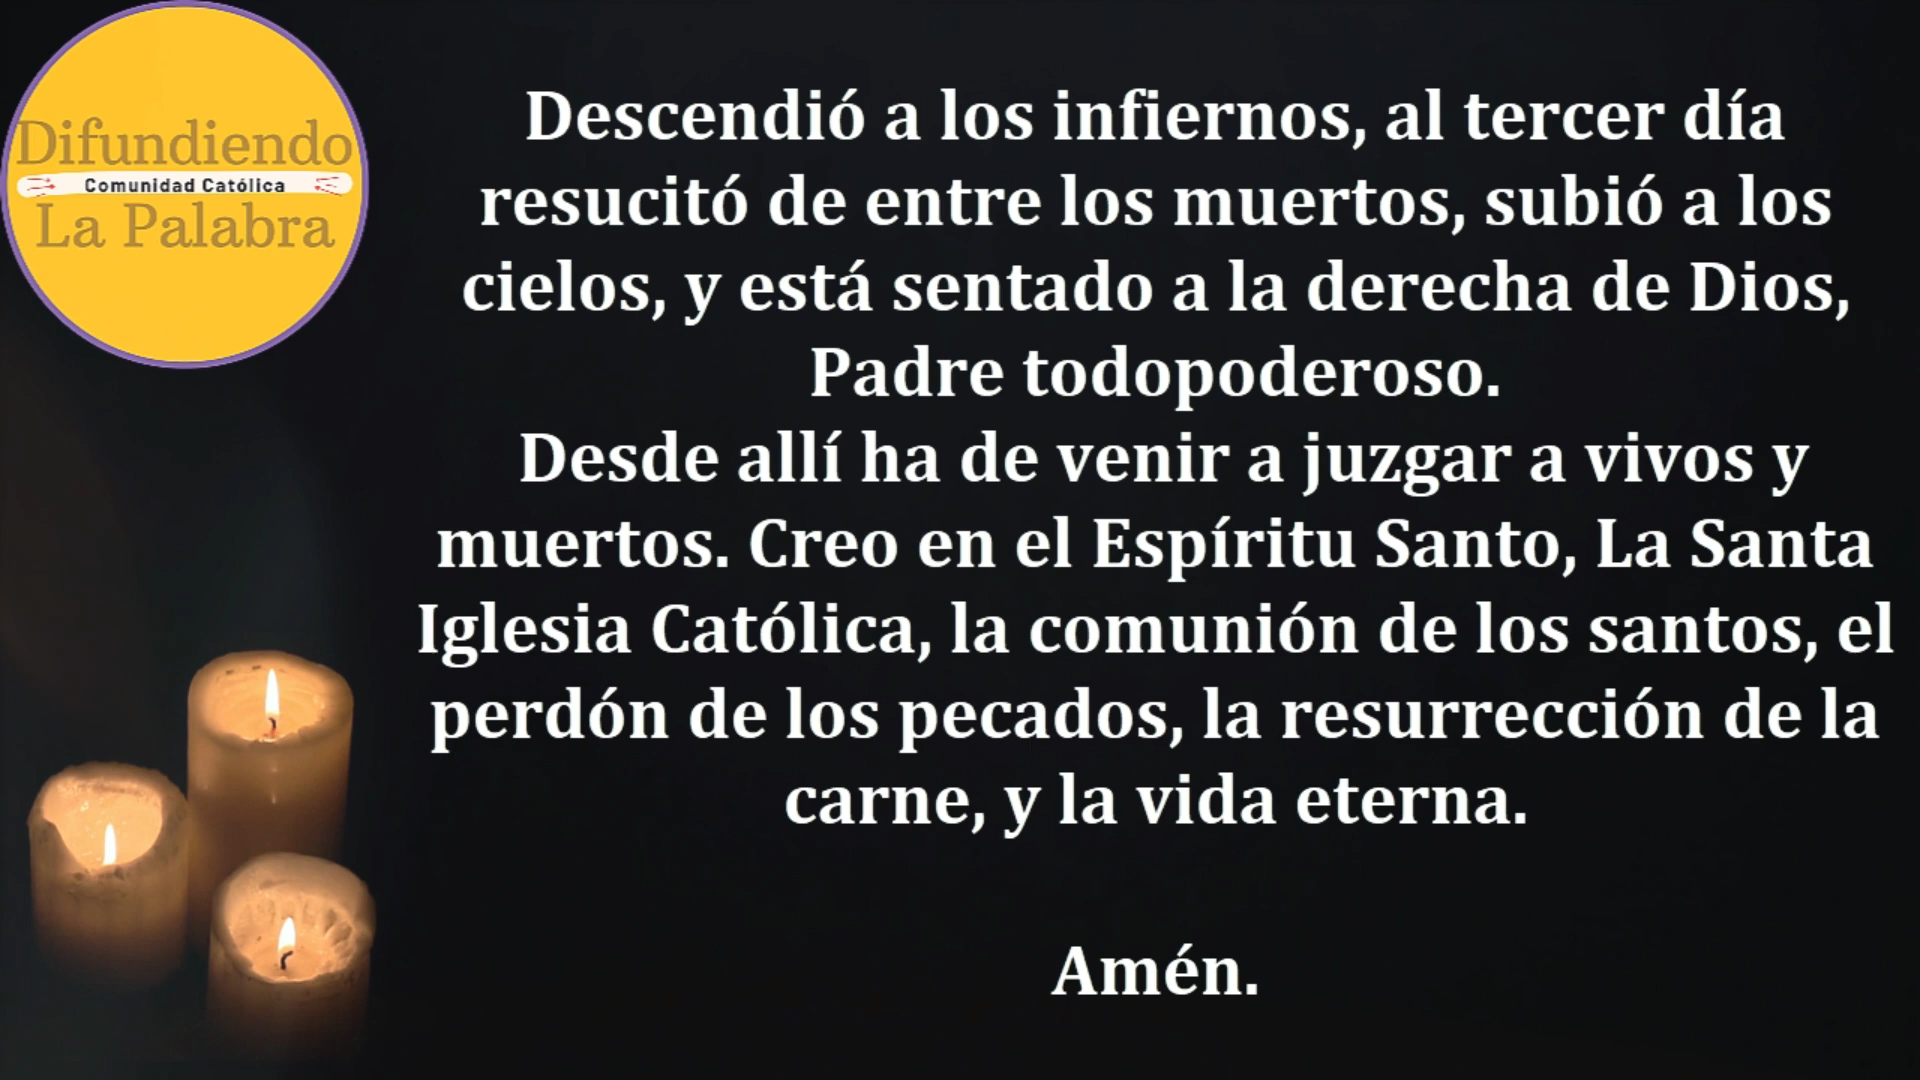 Difundiendo
Comunidad Católica
La Palabra
Descendió a los infiernos, al tercer día
resucitó de entre los muertos, subió a los
cielos, y está sentado a la derecha de Dios,
Padre todopoderoso.
Desde allí ha de venir a juzgar a vivos y
muertos. Creo en el Espíritu Santo, La Santa
Iglesia Católica, la comunión de los santos, el
perdón de los pecados, la resurrección de la
carne, y la vida eterna.
Amén.